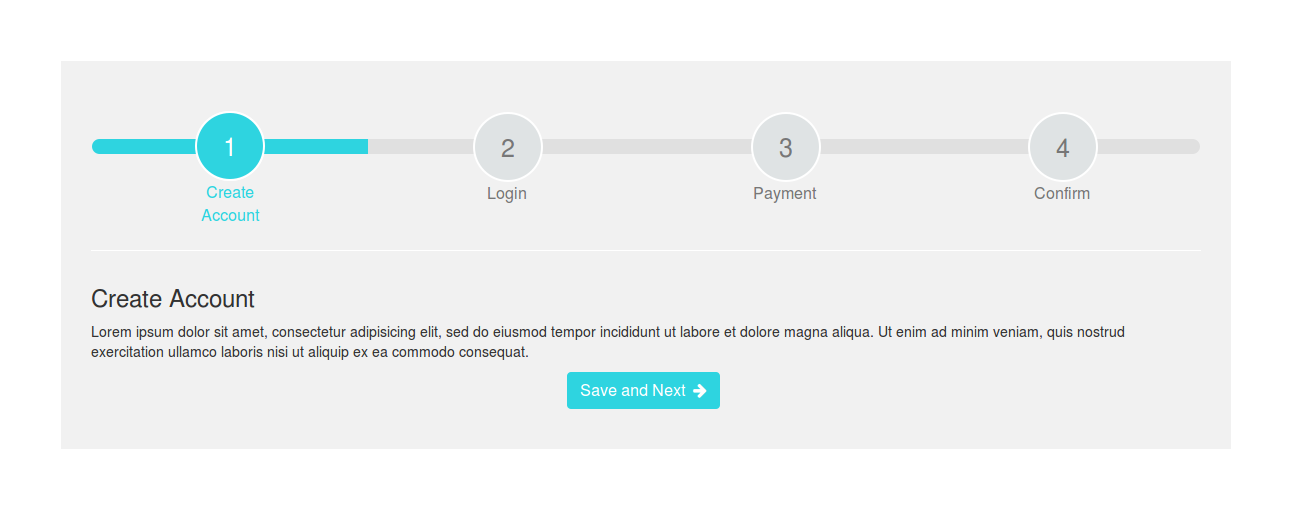 1
2
3
4
Create
Account
Login
Payment
Confirm
Create Account
Lorem ipsum dolor sit amet, consectetur adipisicing elit, sed do eiusmod tempor incididunt ut labore et dolore magna aliqua. Ut enim ad minim veniam, quis nostrud
exercitation ullamco laboris nisi ut aliquip ex ea commodo consequat.
Save and Next